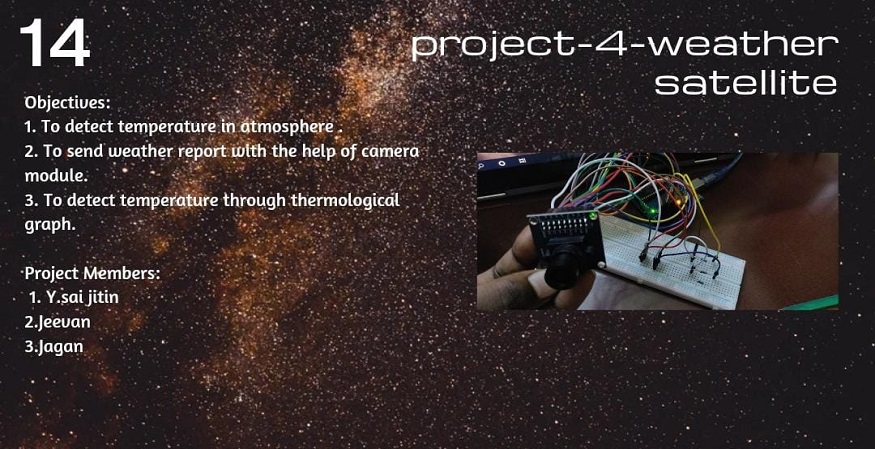 14
project-4-weather
satellite
Objectives:
1. To detect temperature in atmosphere .
2. To send weather report with the help of camera
module.
3. To detect temperature through thermological
graph.
Project Members:
1. Y.sai jitin
2.Jeevan
3.Jagan